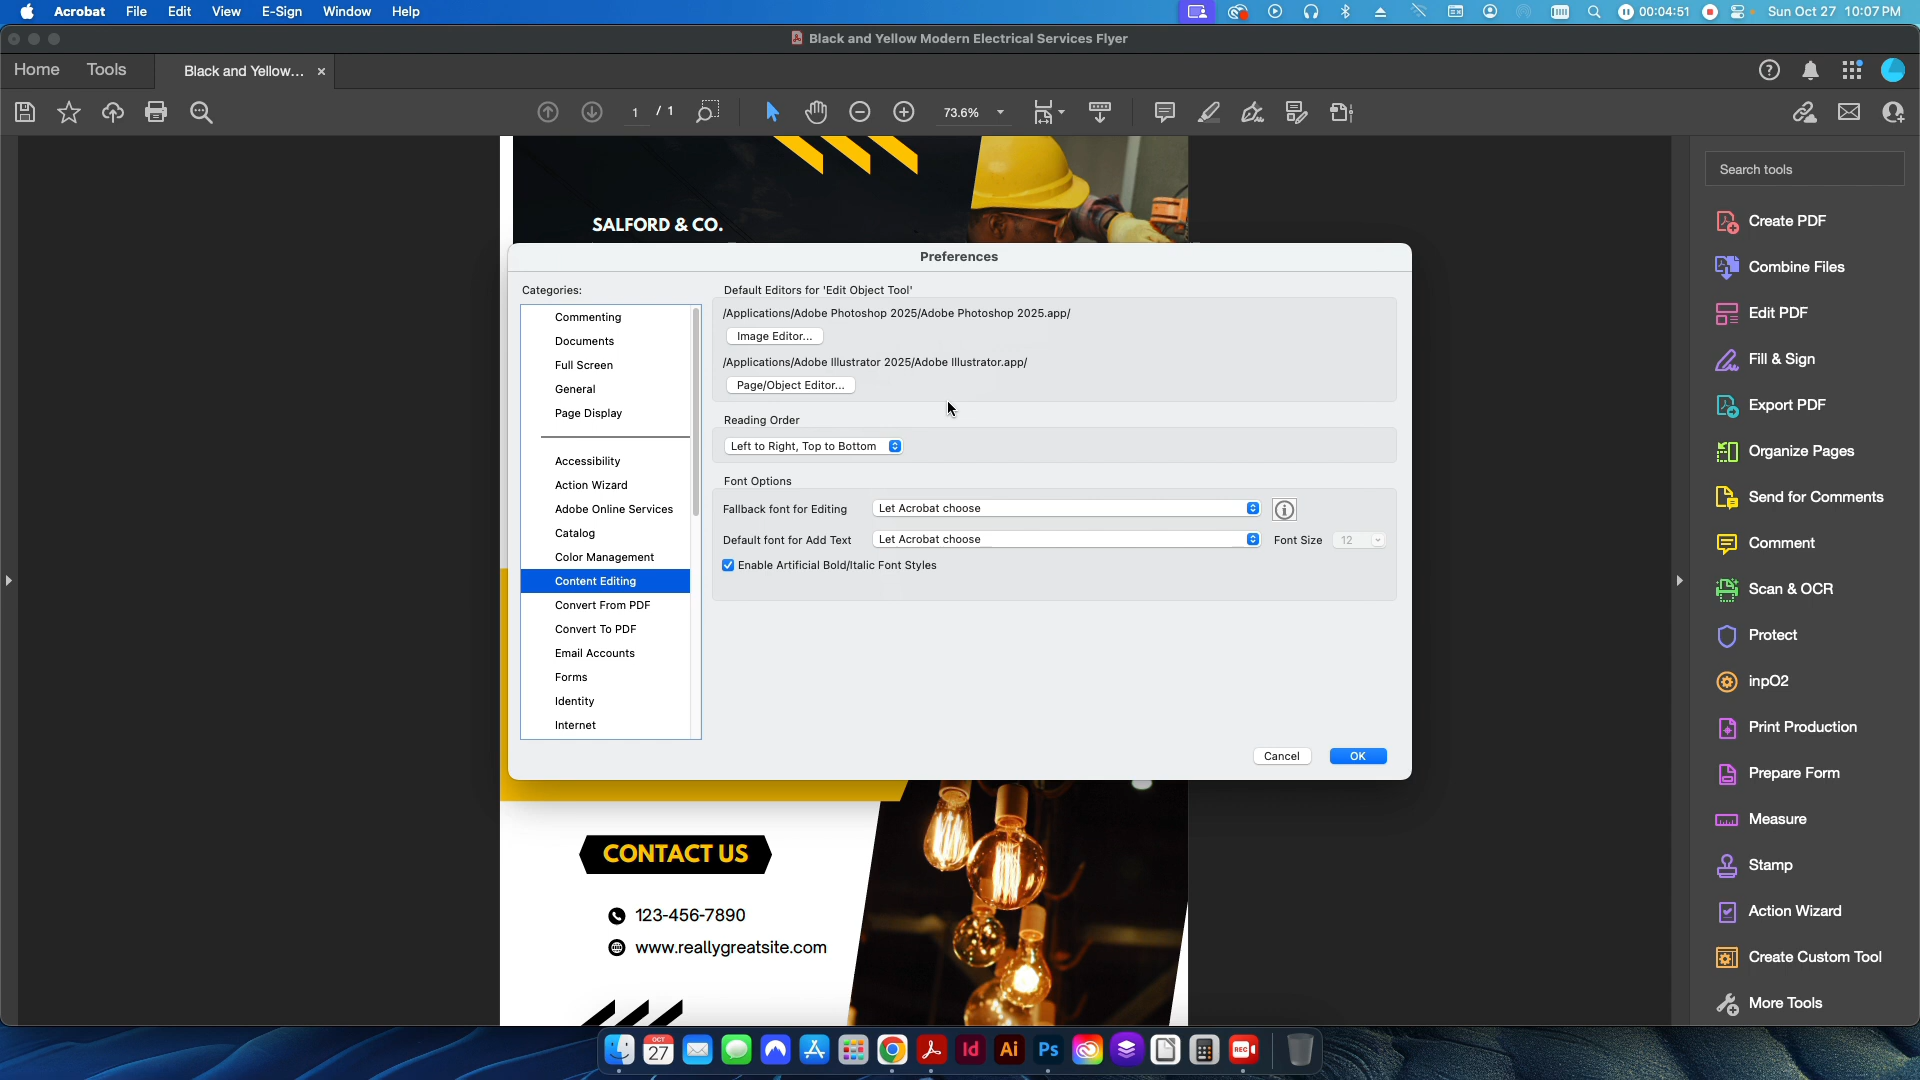 Acrobat File Edit View E-Sign Window Help 00:04:51 Sun Oct 27 10:07 PM
Black and Yellow Modern Electrical Services Flyer
Home Tools Black and Yellow... ×
1 / 1 73.6%
SALFORD & CO.
Preferences
Categories:
Commenting
Documents
Full Screen
General
Page Display
Accessibility
Action Wizard
Adobe Online Services
Catalog
Color Management
Content Editing
Convert From PDF
Convert To PDF
Email Accounts
Forms
Identity
Internet
Default Editors for 'Edit Object Tool'
/Applications/Adobe Photoshop 2025/Adobe Photoshop 2025.app/
Image Editor...
/Applications/Adobe Illustrator 2025/Adobe Illustrator.app/
Page/Object Editor...
Reading Order
Left to Right, Top to Bottom
Font Options
Fallback font for Editing Let Acrobat choose
Default font for Add Text Let Acrobat choose Font Size 12
Enable Artificial Bold/Italic Font Styles
Cancel OK
CONTACT US
123-456-7890
www.reallygreatsite.com
Search tools
Create PDF
Combine Files
Edit PDF
Fill & Sign
Export PDF
Organize Pages
Send for Comments
Comment
Scan & OCR
Protect
inpO2
Print Production
Prepare Form
Measure
Stamp
Action Wizard
Create Custom Tool
More Tools
OCT 27 Id Ai Ps REC